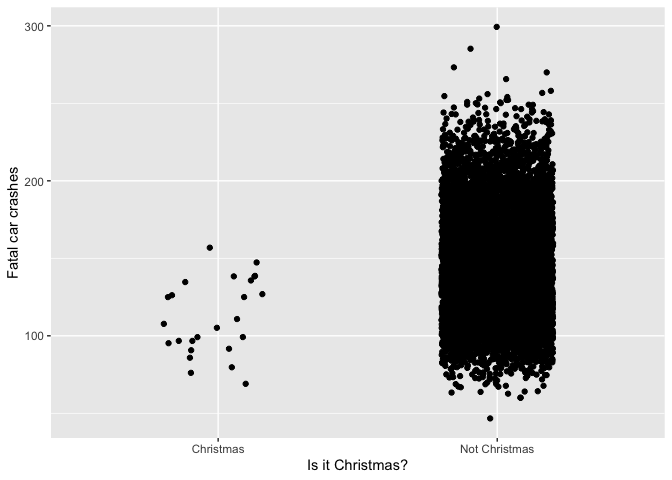 300
200
100
Fatal car crashes
Christmas
Not Christmas
Is it Christmas?